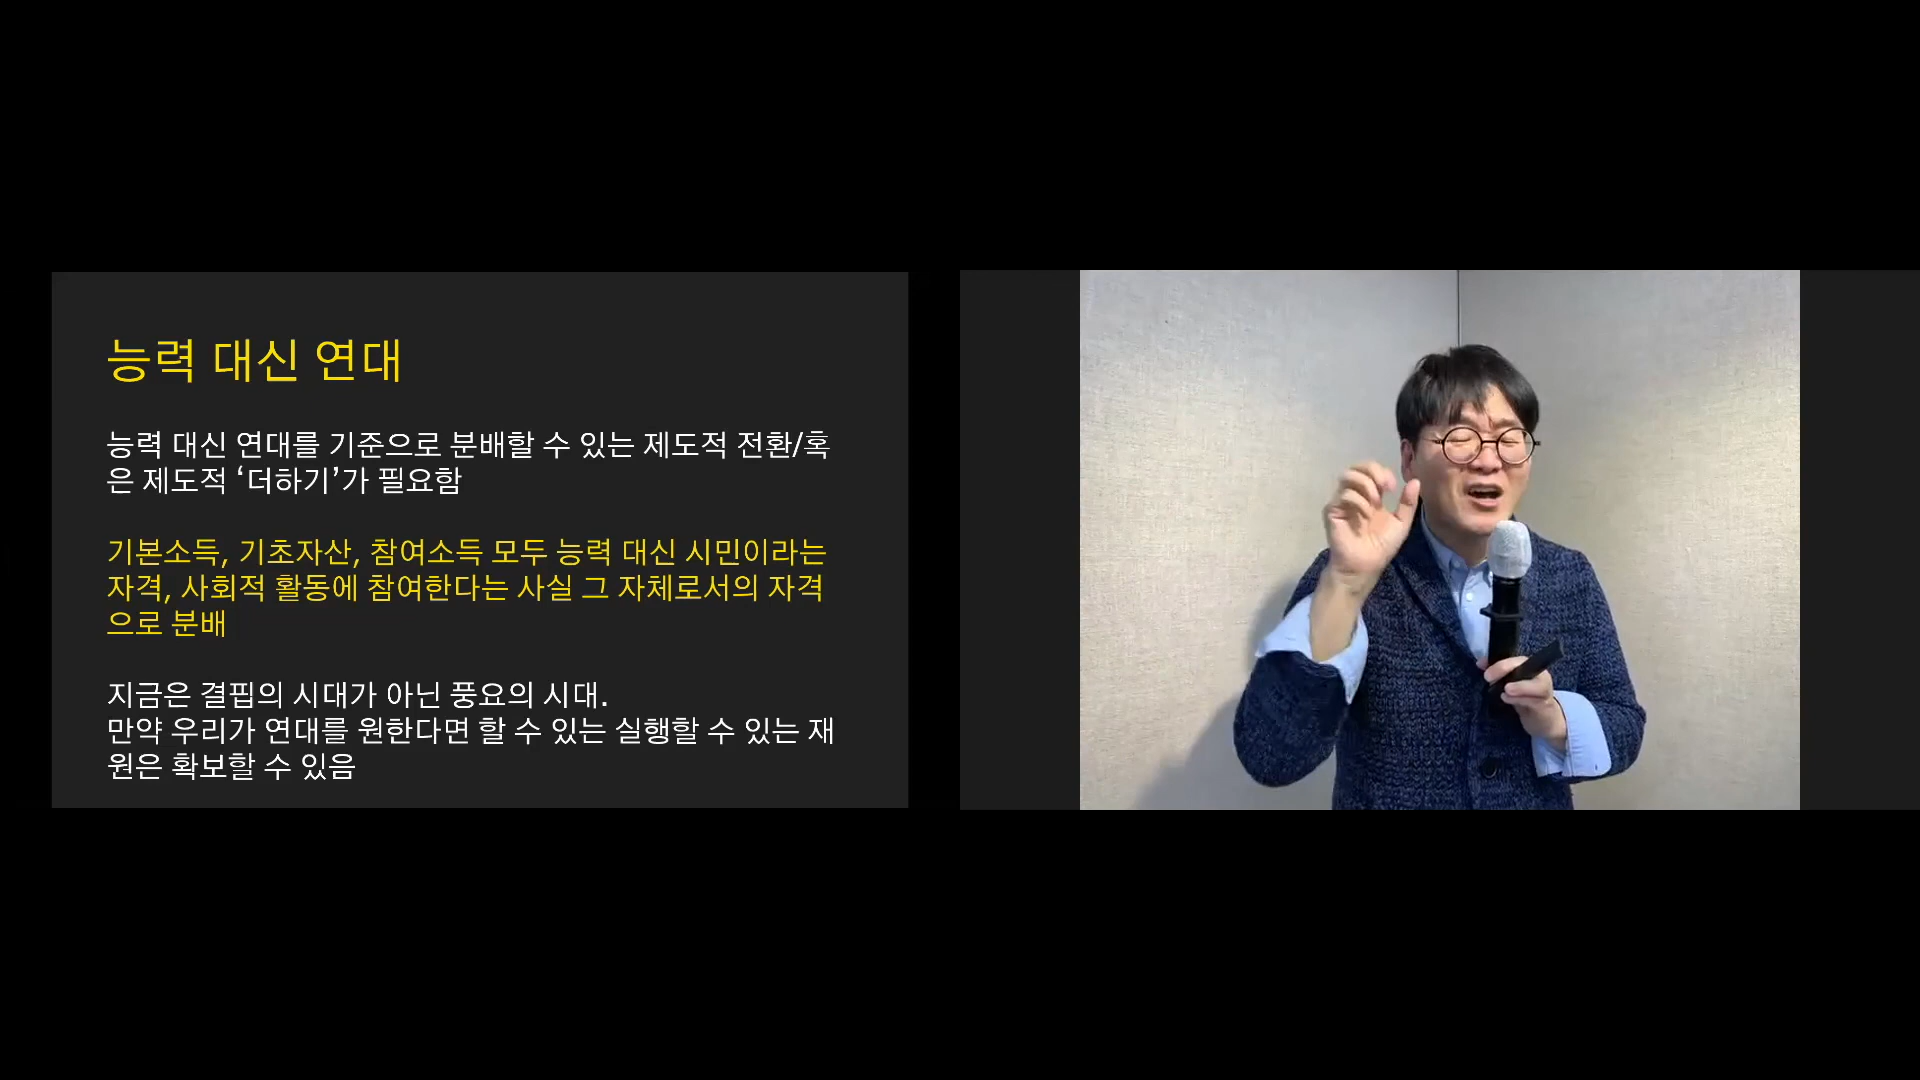 능력 대신 연대
능력 대신 연대를 기준으로 분배할 수 있는 제도적 전환/혹
은 제도적 ‘더하기’가 필요함
기본소득, 기초자산, 참여소득 모두 능력 대신 시민이라는
자격, 사회적 활동에 참여한다는 사실 그 자체로서의 자격
으로 분배
지금은 결핍의 시대가 아닌 풍요의 시대.
만약 우리가 연대를 원한다면 할 수 있는 실행할 수 있는 재
원은 확보할 수 있음